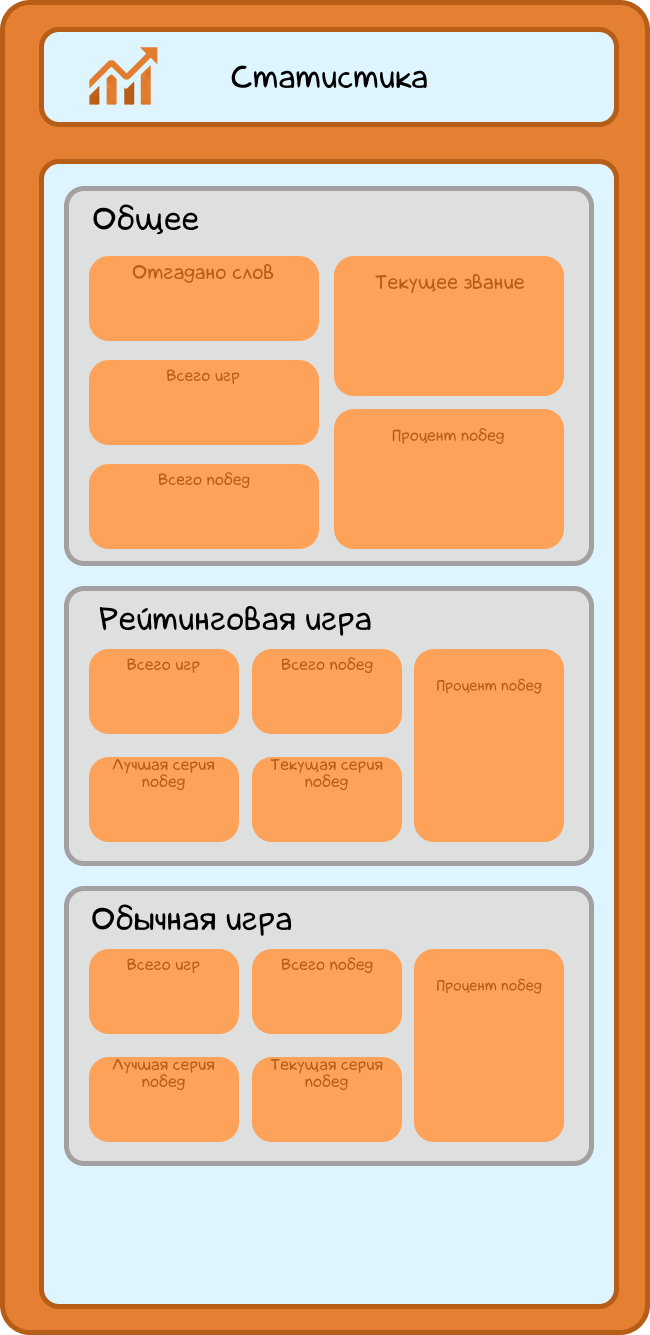 Статистика
Общее
Отгадано слов
Текущее звание
Всего игр
Процент побед
Всего побед
Рейтинговая игра
Всего игр
Всего побед
Процент побед
Лучшая серия
побед
Текущая серия
побед
Обычная игра
Всего игр
Всего побед
Процент побед
Лучшая серия
побед
Текущая серия
побед